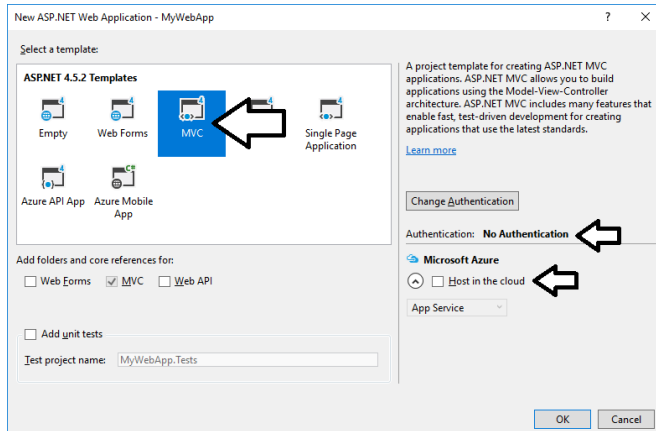 New ASP.NET Web Application - MyWebApp
?
Select a template:
ASP.NET 4.5.2 Templates
Empty
Web Forms
MVC
Single Page
Application
Azure API App
Azure Mobile
App
A project template for creating ASP.NET MVC
applications. ASP.NET MVC allows you to build
applications using the Model-View-Controller
architecture. ASP.NET MVC includes many features that
enable fast, test-driven development for creating
applications that use the latest standards.
Learn more
Change Authentication
Authentication: No Authentication
Microsoft Azure
Host in the cloud
App Service
Add folders and core references for:
Web Forms
MVC
Web API
Add unit tests
Test project name:
MyWebApp.Tests
OK
Cancel